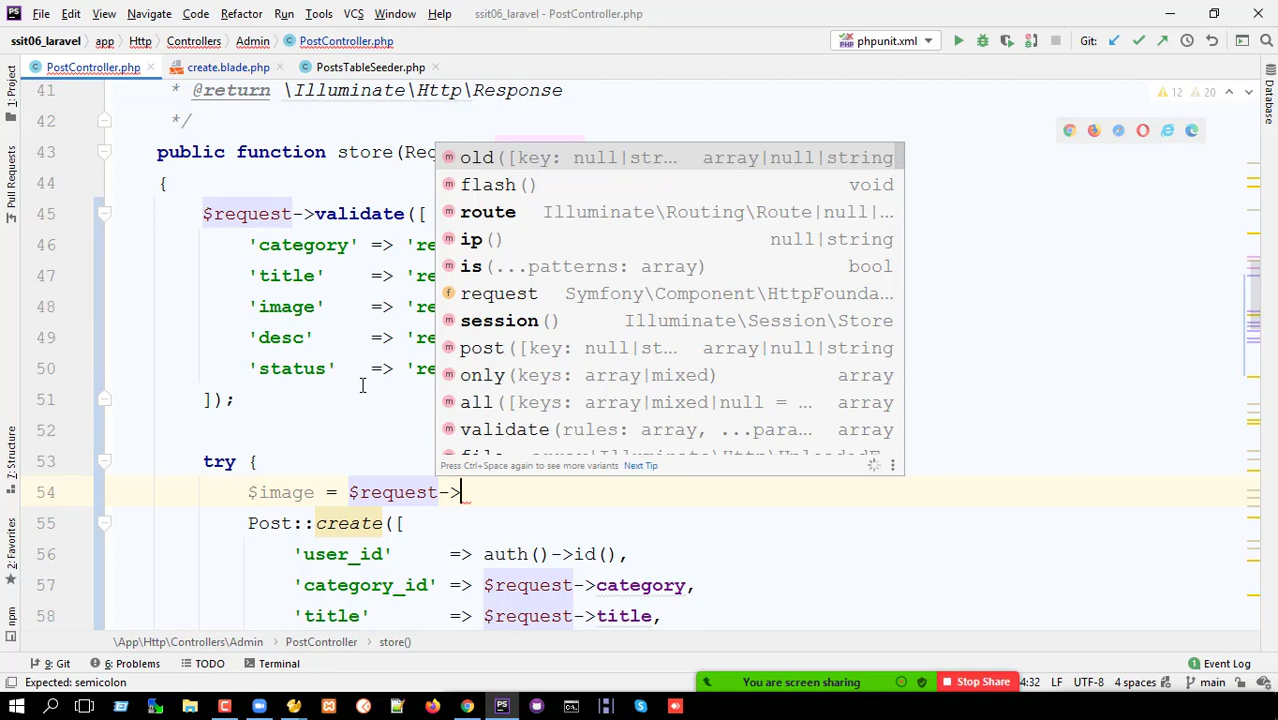 File Edit View Navigate Code Refactor Run Tools VCS Window Help ssit06_laravel - PostController.php
ssit06_laravel app Http Controllers Admin PostController.php phpunit.xml Git:
PostController.php create.blade.php PostsTableSeeder.php
1: Project
Pull Requests
7: Structure
2: Favorites
npm
Database
12 20
41 * @return \Illuminate\Http\Response
42 */
43 public function store(Req
44 {
45 $request->validate([
46 'category' => 're
47 'title' => 're
48 'image' => 're
49 'desc' => 're
50 'status' => 're
51 ]);
52
53 try {
54 $image = $request->
55 Post::create([
56 'user_id' => auth()->id(),
57 'category_id' => $request->category,
58 'title' => $request->title,
old([key: null|str... array|null|string
flash() void
route Illuminate\Routing\Route|null|...
ip() null|string
is(...patterns: array) bool
request Symfony\Component\HttpFounda...
session() Illuminate\Session\Store
post([key: null|st... array|null|string
only(keys: array|mixed) array
all([keys: array|mixed|null = ... array
validate(rules: array, ...para... array
Press Ctrl+Space again to see more variants Next Tip
\App\Http\Controllers\Admin PostController store()
9: Git 6: Problems TODO Terminal 1 Event Log
Expected: semicolon You are screen sharing Stop Share 4:32 LF UTF-8 4 spaces main